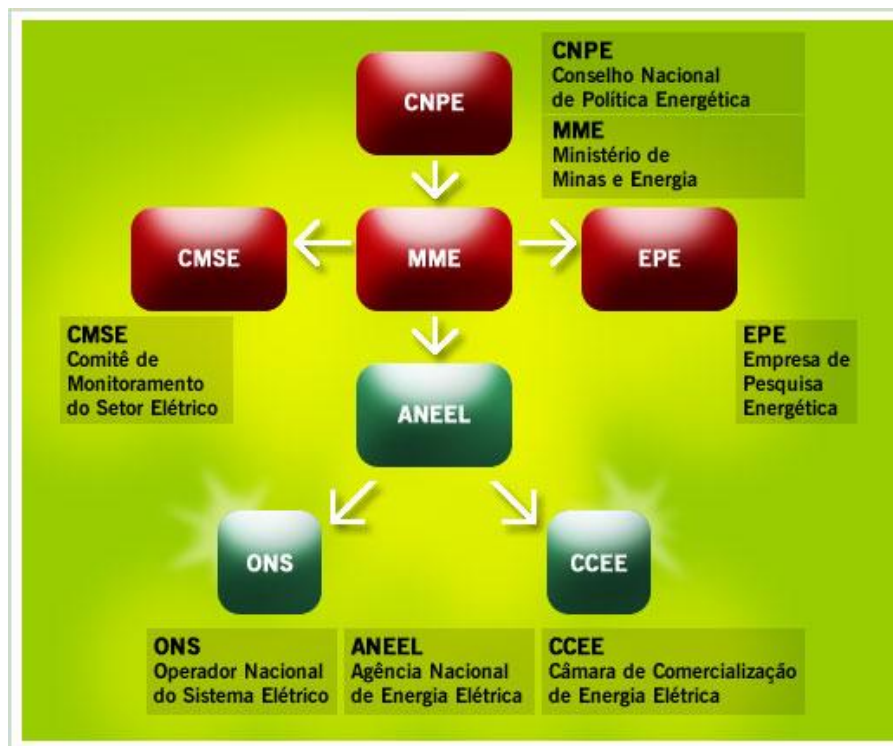 CNPE
CNPE
Conselho Nacional
de Política Energética
MME
Ministério de
Minas e Energia
CMSE
MME
EPE
CMSE
Comitê de
Monitoramento
do Setor Elétrico
EPE
Empresa de
Pesquisa
Energética
ANEEL
ONS
CCEE
ONS
Operador Nacional
do Sistema Elétrico
ANEEL
Agência Nacional
de Energia Elétrica
CCEE
Câmara de Comercialização
de Energia Elétrica